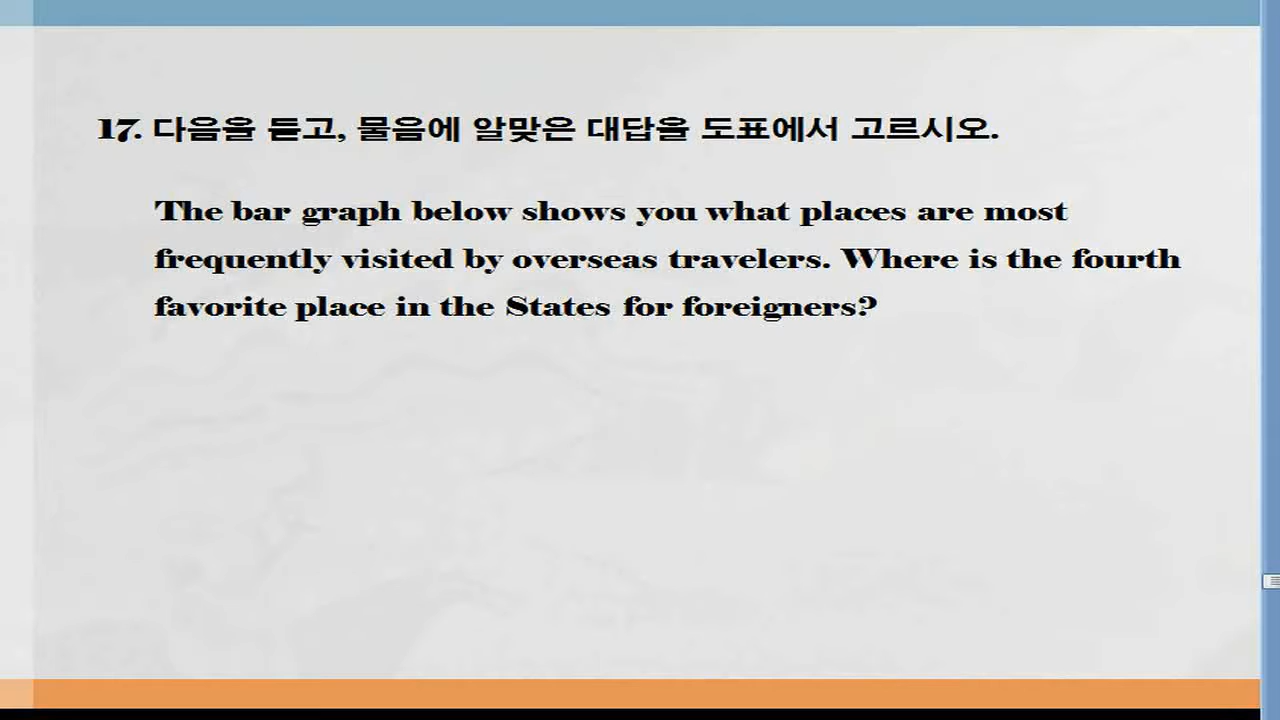 17. 다음을 듣고, 물음에 알맞은 대답을 도표에서 고르시오.
The bar graph below shows you what places are most
frequently visited by overseas travelers. Where is the fourth
favorite place in the States for foreigners?